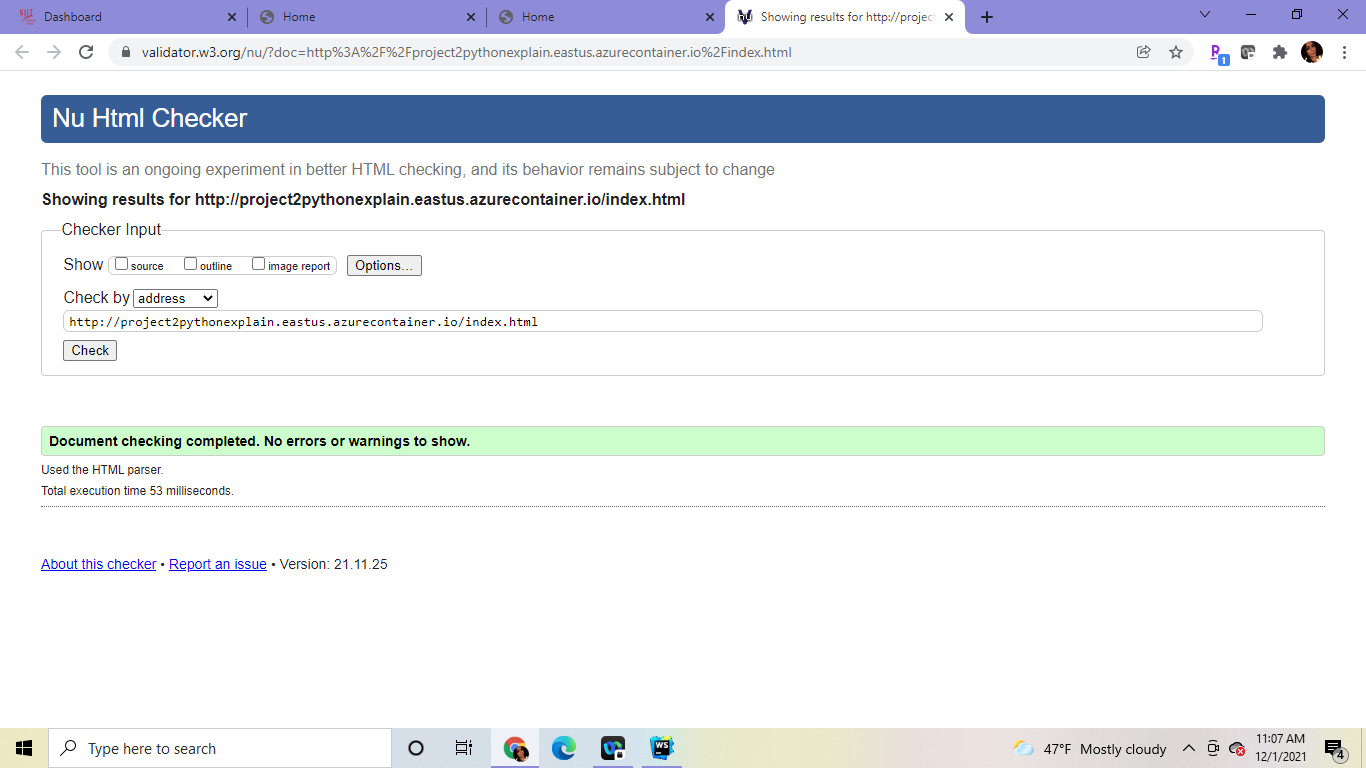 Dashboard
Home
Home
Showing results for http://project
validator.w3.org/nu/?doc=http%3A%2F%2Fproject2pythonexplain.eastus.azurecontainer.io%2Findex.html
1
Nu Html Checker
This tool is an ongoing experiment in better HTML checking, and its behavior remains subject to change
Showing results for http://project2pythonexplain.eastus.azurecontainer.io/index.html
Checker Input
Show source outline image report Options...
Check by address
http://project2pythonexplain.eastus.azurecontainer.io/index.html
Check
Document checking completed. No errors or warnings to show.
Used the HTML parser.
Total execution time 53 milliseconds.
About this checker • Report an issue • Version: 21.11.25
Type here to search
WS
47°F Mostly cloudy
11:07 AM
12/1/2021
4